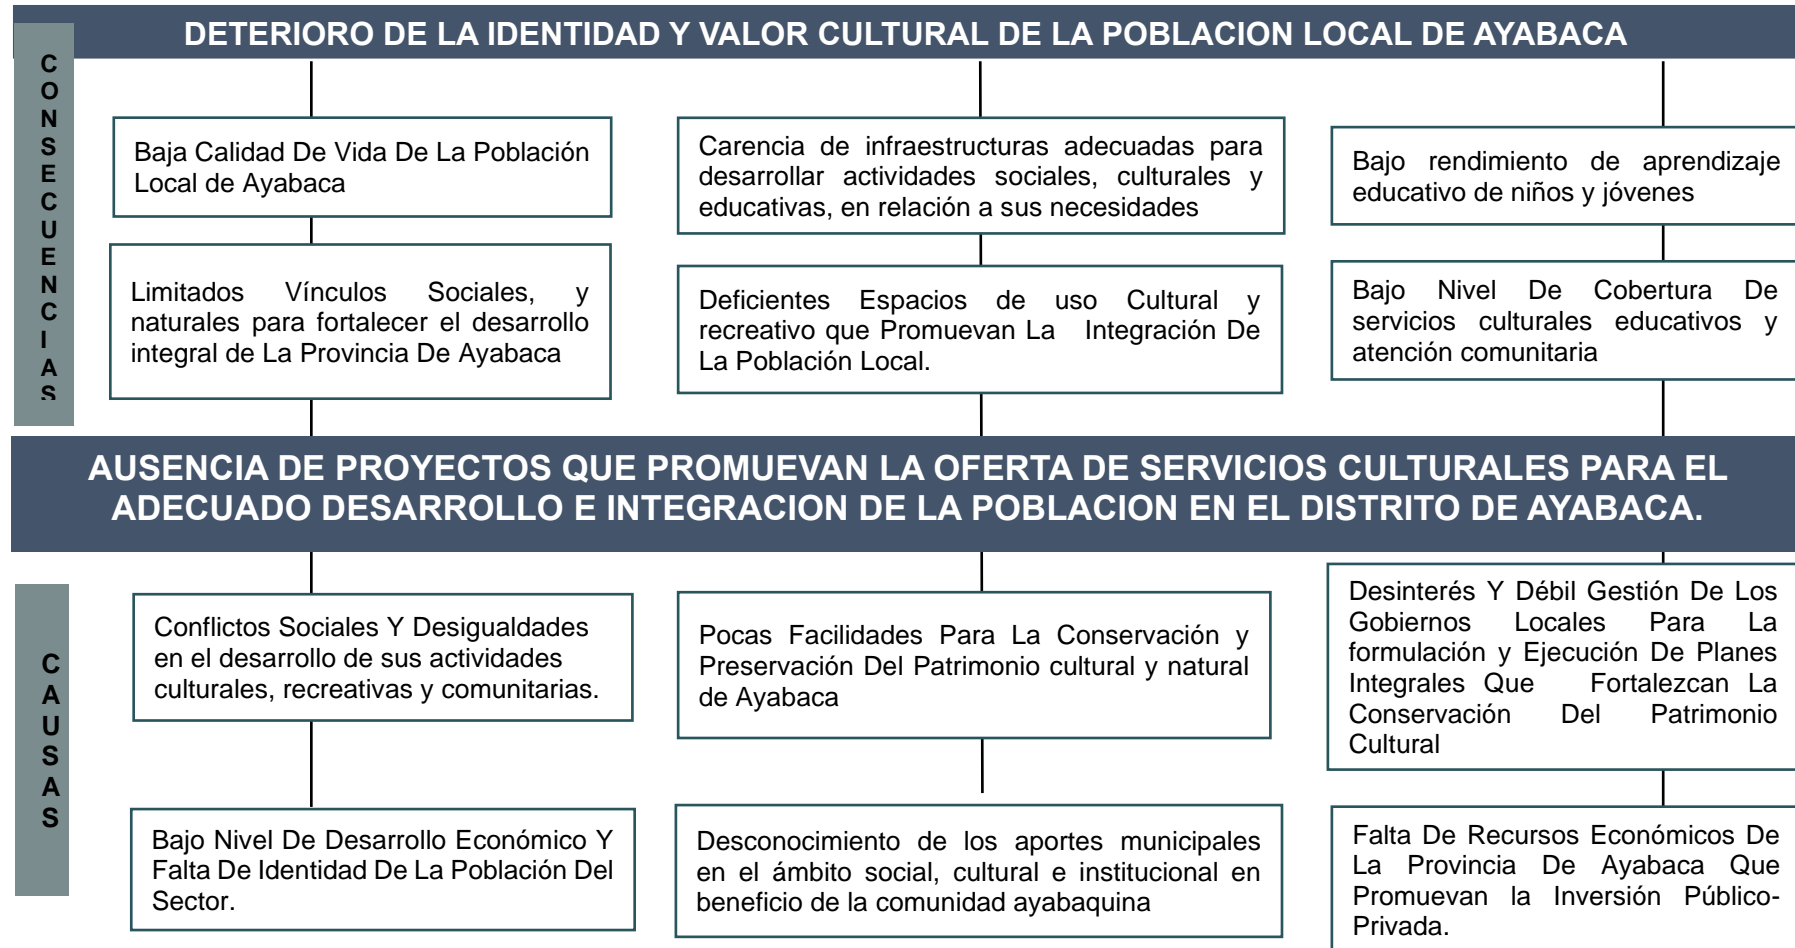 DETERIORO DE LA IDENTIDAD Y VALOR CULTURAL DE LA POBLACION LOCAL DE AYABACA
CONSECUENCIAS
Baja Calidad De Vida De La Población
Local de Ayabaca
Carencia de infraestructuras adecuadas para
desarrollar actividades sociales, culturales y
educativas, en relación a sus necesidades
Bajo rendimiento de aprendizaje
educativo de niños y jóvenes
Limitados Vínculos Sociales, y
naturales para fortalecer el desarrollo
integral de La Provincia De Ayabaca
Deficientes Espacios de uso Cultural y
recreativo que Promuevan La Integración De
La Población Local.
Bajo Nivel De Cobertura De
servicios culturales educativos y
atención comunitaria
AUSENCIA DE PROYECTOS QUE PROMUEVAN LA OFERTA DE SERVICIOS CULTURALES PARA EL
ADECUADO DESARROLLO E INTEGRACION DE LA POBLACION EN EL DISTRITO DE AYABACA.
CAUSAS
Conflictos Sociales Y Desigualdades
en el desarrollo de sus actividades
culturales, recreativas y comunitarias.
Pocas Facilidades Para La Conservación y
Preservación Del Patrimonio cultural y natural
de Ayabaca
Desinterés Y Débil Gestión De Los
Gobiernos Locales Para La
formulación y Ejecución De Planes
Integrales Que Fortalezcan La
Conservación Del Patrimonio
Cultural
Bajo Nivel De Desarrollo Económico Y
Falta De Identidad De La Población Del
Sector.
Desconocimiento de los aportes municipales
en el ámbito social, cultural e institucional en
beneficio de la comunidad ayabaquina
Falta De Recursos Económicos De
La Provincia De Ayabaca Que
Promuevan la Inversión Público-
Privada.